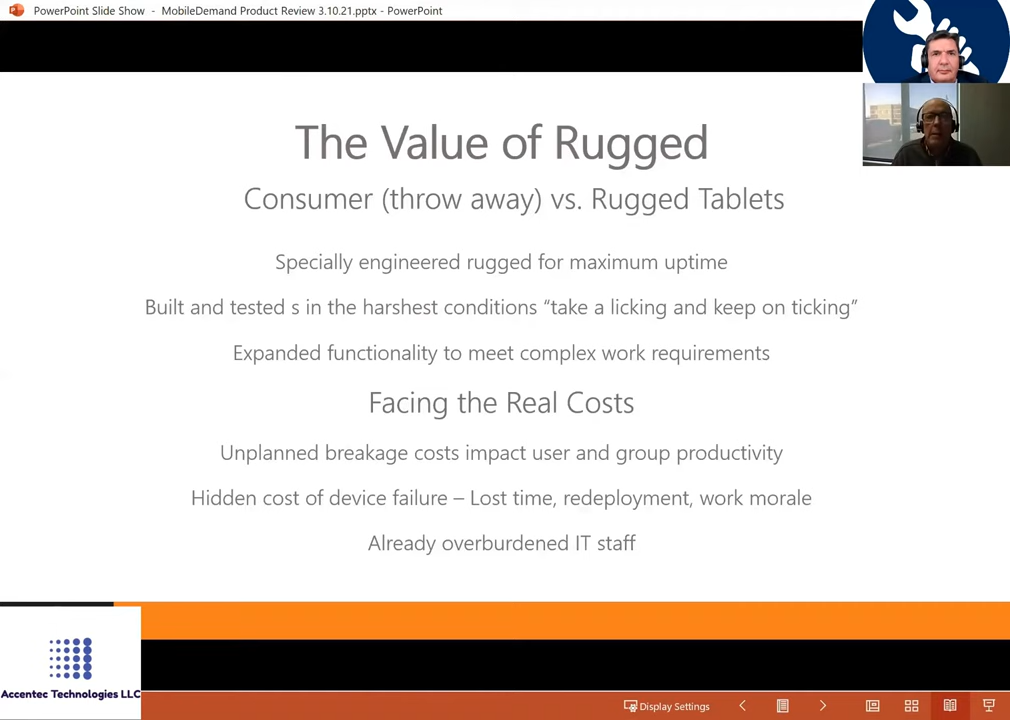 PowerPoint Slide Show - MobileDemand Product Review 3.10.21.pptx - PowerPoint
The Value of Rugged
Consumer (throw away) vs. Rugged Tablets
Specially engineered rugged for maximum uptime
Built and tested s in the harshest conditions “take a licking and keep on ticking”
Expanded functionality to meet complex work requirements
Facing the Real Costs
Unplanned breakage costs impact user and group productivity
Hidden cost of device failure – Lost time, redeployment, work morale
Already overburdened IT staff
Accentec Technologies LLC
Display Settings